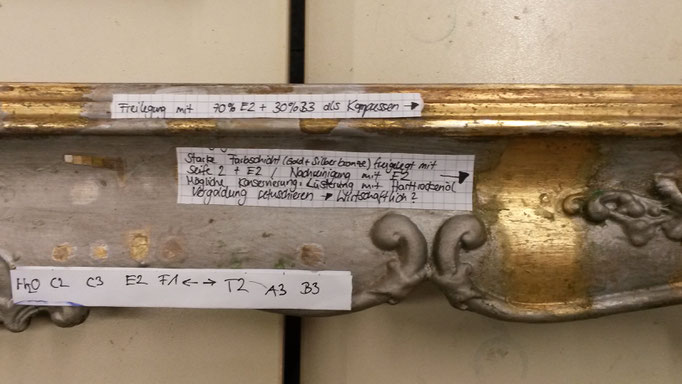 Freilegung mit 70% E2 + 30% B3 als Kompressen →
Starke Farbschicht (Gold + Silberbronze) freigelegt mit
Seife 2 + E2 / Nachreinigung mit E2 →
Mögliche Konservierung: Lüsterung mit Harttrockenöl
Vergoldung retuschieren → Wirtschaftlich?
H2O C2 C3 E2 F1 ←→ T2 A3 B3